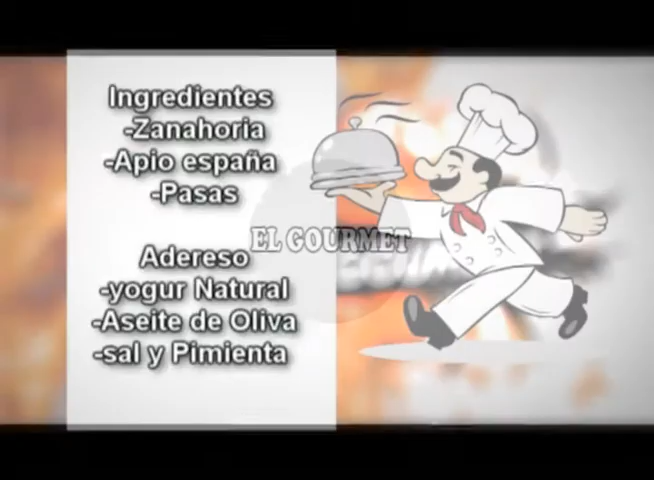 Ingredientes
-Zanahoria
-Apio españa
-Pasas
Adereso
-yogur Natural
-Aseite de Oliva
-sal y Pimienta
EL GOURMET